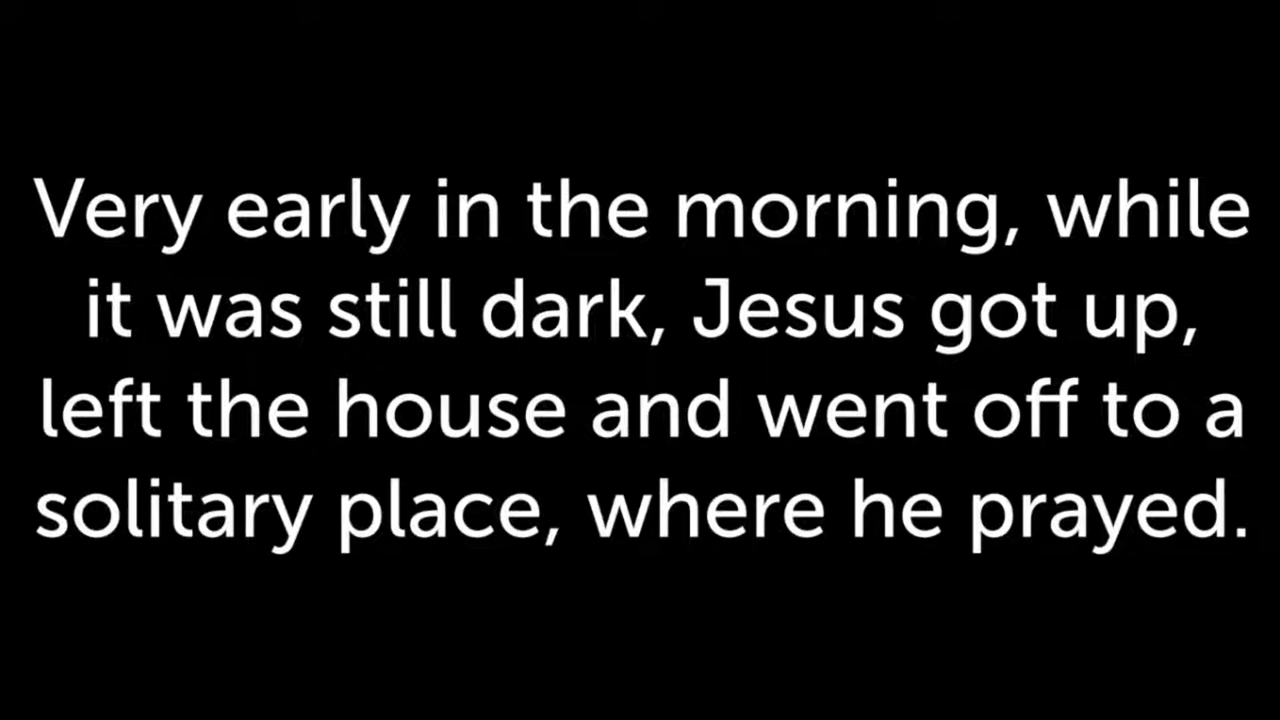 Very early in the morning, while
it was still dark, Jesus got up,
left the house and went off to a
solitary place, where he prayed.